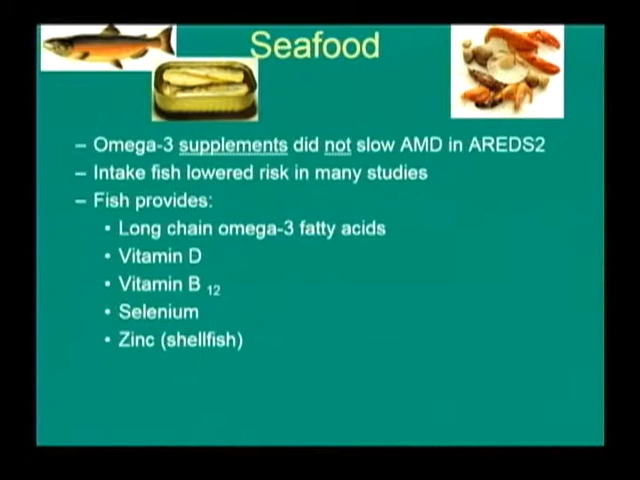 Seafood
– Omega-3 supplements did not slow AMD in AREDS2
– Intake fish lowered risk in many studies
– Fish provides:
• Long chain omega-3 fatty acids
• Vitamin D
• Vitamin B 12
• Selenium
• Zinc (shellfish)